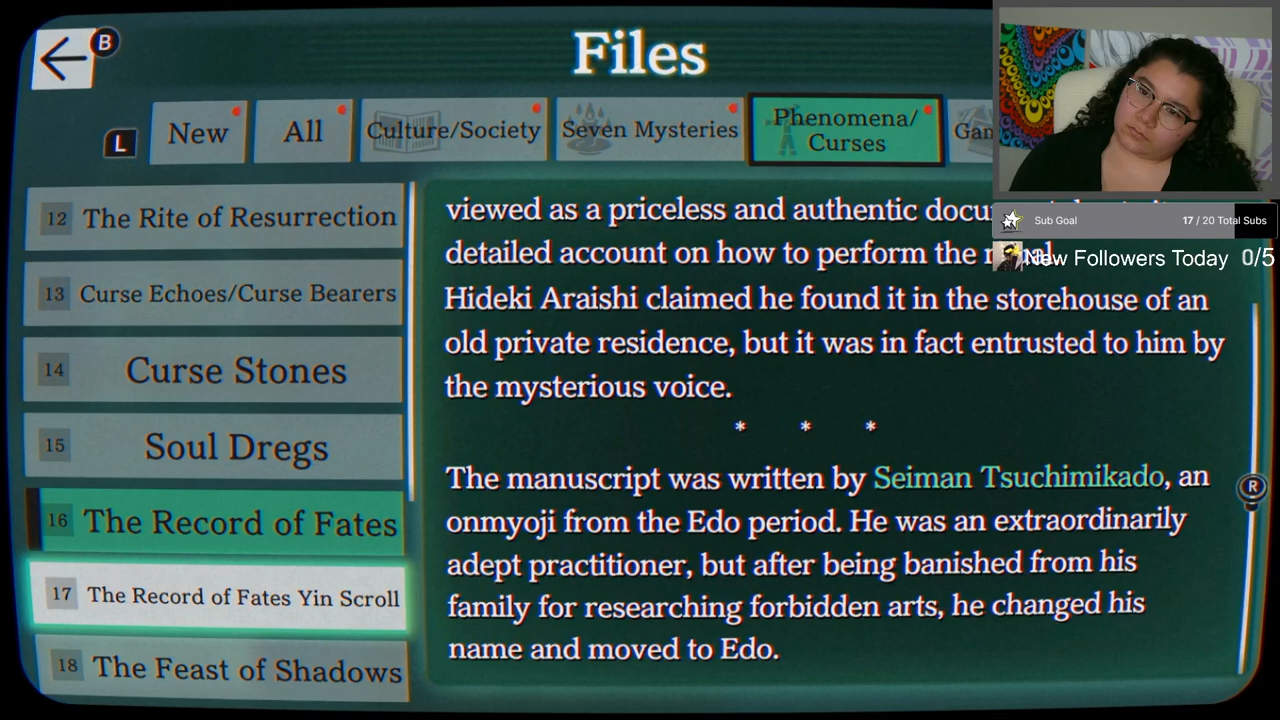 B
Files
L
New
All
Culture/Society
Seven Mysteries
Phenomena/
Curses
12 The Rite of Resurrection
13 Curse Echoes/Curse Bearers
14 Curse Stones
15 Soul Dregs
16 The Record of Fates
17 The Record of Fates Yin Scroll
18 The Feast of Shadows
viewed as a priceless and authentic
detailed account on how to perform the
Hideki Araishi claimed he found it in the storehouse of an
old private residence, but it was in fact entrusted to him by
the mysterious voice.
* * *
The manuscript was written by Seiman Tsuchimikado, an
onmyoji from the Edo period. He was an extraordinarily
adept practitioner, but after being banished from his
family for researching forbidden arts, he changed his
name and moved to Edo.
R
Sub Goal 17 / 20 Total Subs
New Followers Today 0/5